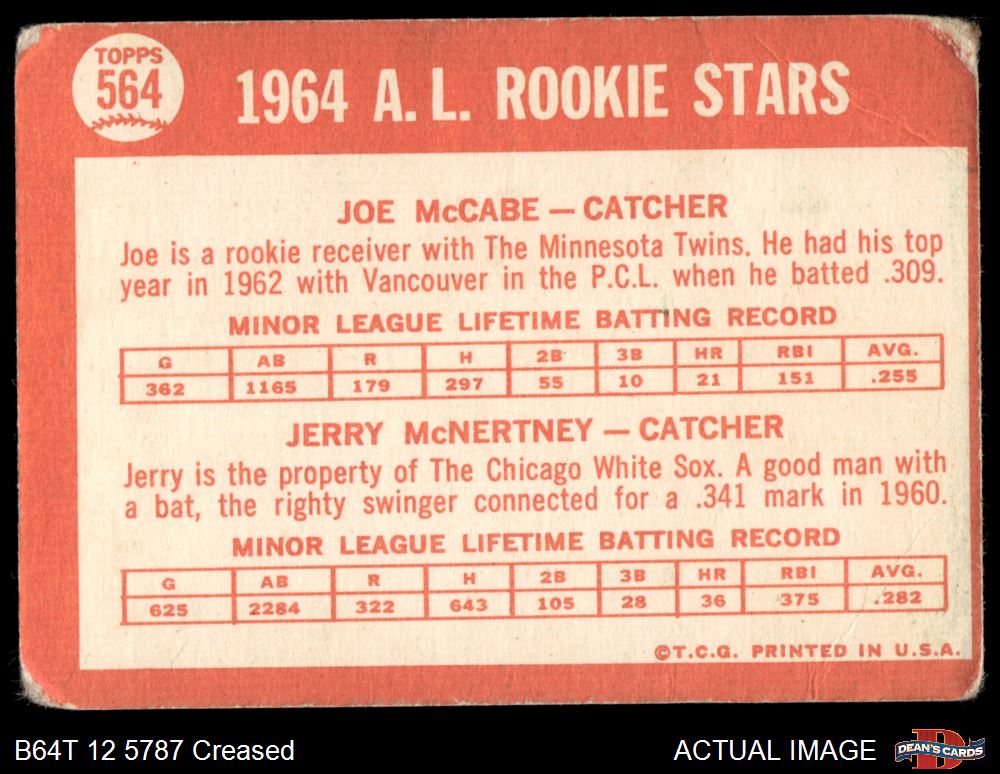 TOPPS
564
1964 A. L. ROOKIE STARS
JOE McCABE — CATCHER
Joe is a rookie receiver with The Minnesota Twins. He had his top
year in 1962 with Vancouver in the P.C.L. when he batted .309.
MINOR LEAGUE LIFETIME BATTING RECORD
G AB R H 2B 3B HR RBI AVG.
362 1165 179 297 55 10 21 151 .255
JERRY McNERTNEY — CATCHER
Jerry is the property of The Chicago White Sox. A good man with
a bat, the righty swinger connected for a .341 mark in 1960.
MINOR LEAGUE LIFETIME BATTING RECORD
G AB R H 2B 3B HR RBI AVG.
625 2284 322 643 105 28 36 375 .282
©T.C.G. PRINTED IN U.S.A.
B64T 12 5787 Creased
ACTUAL IMAGE
D
DEAN'S CARDS